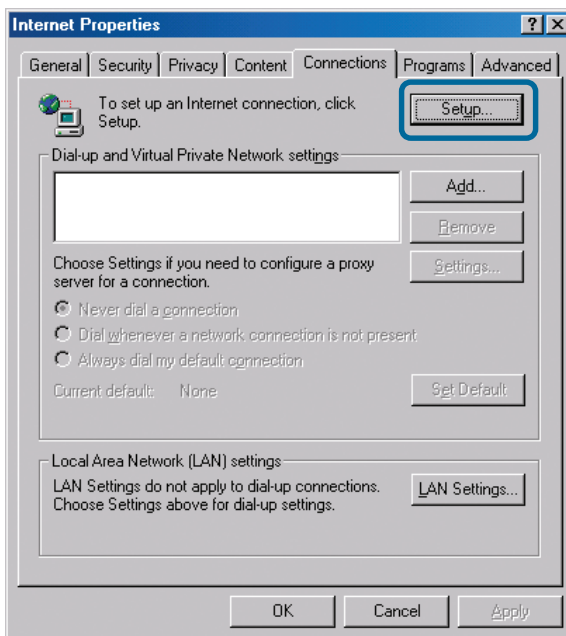 Internet Properties
General Security Privacy Content Connections Programs Advanced
To set up an Internet connection, click
Setup.
Setup...
Dial-up and Virtual Private Network settings
Add...
Remove
Choose Settings if you need to configure a proxy
server for a connection.
Settings...
Never dial a connection
Dial whenever a network connection is not present
Always dial my default connection
Current default: None
Set Default
Local Area Network (LAN) settings
LAN Settings do not apply to dial-up connections.
Choose Settings above for dial-up settings.
LAN Settings...
OK Cancel Apply